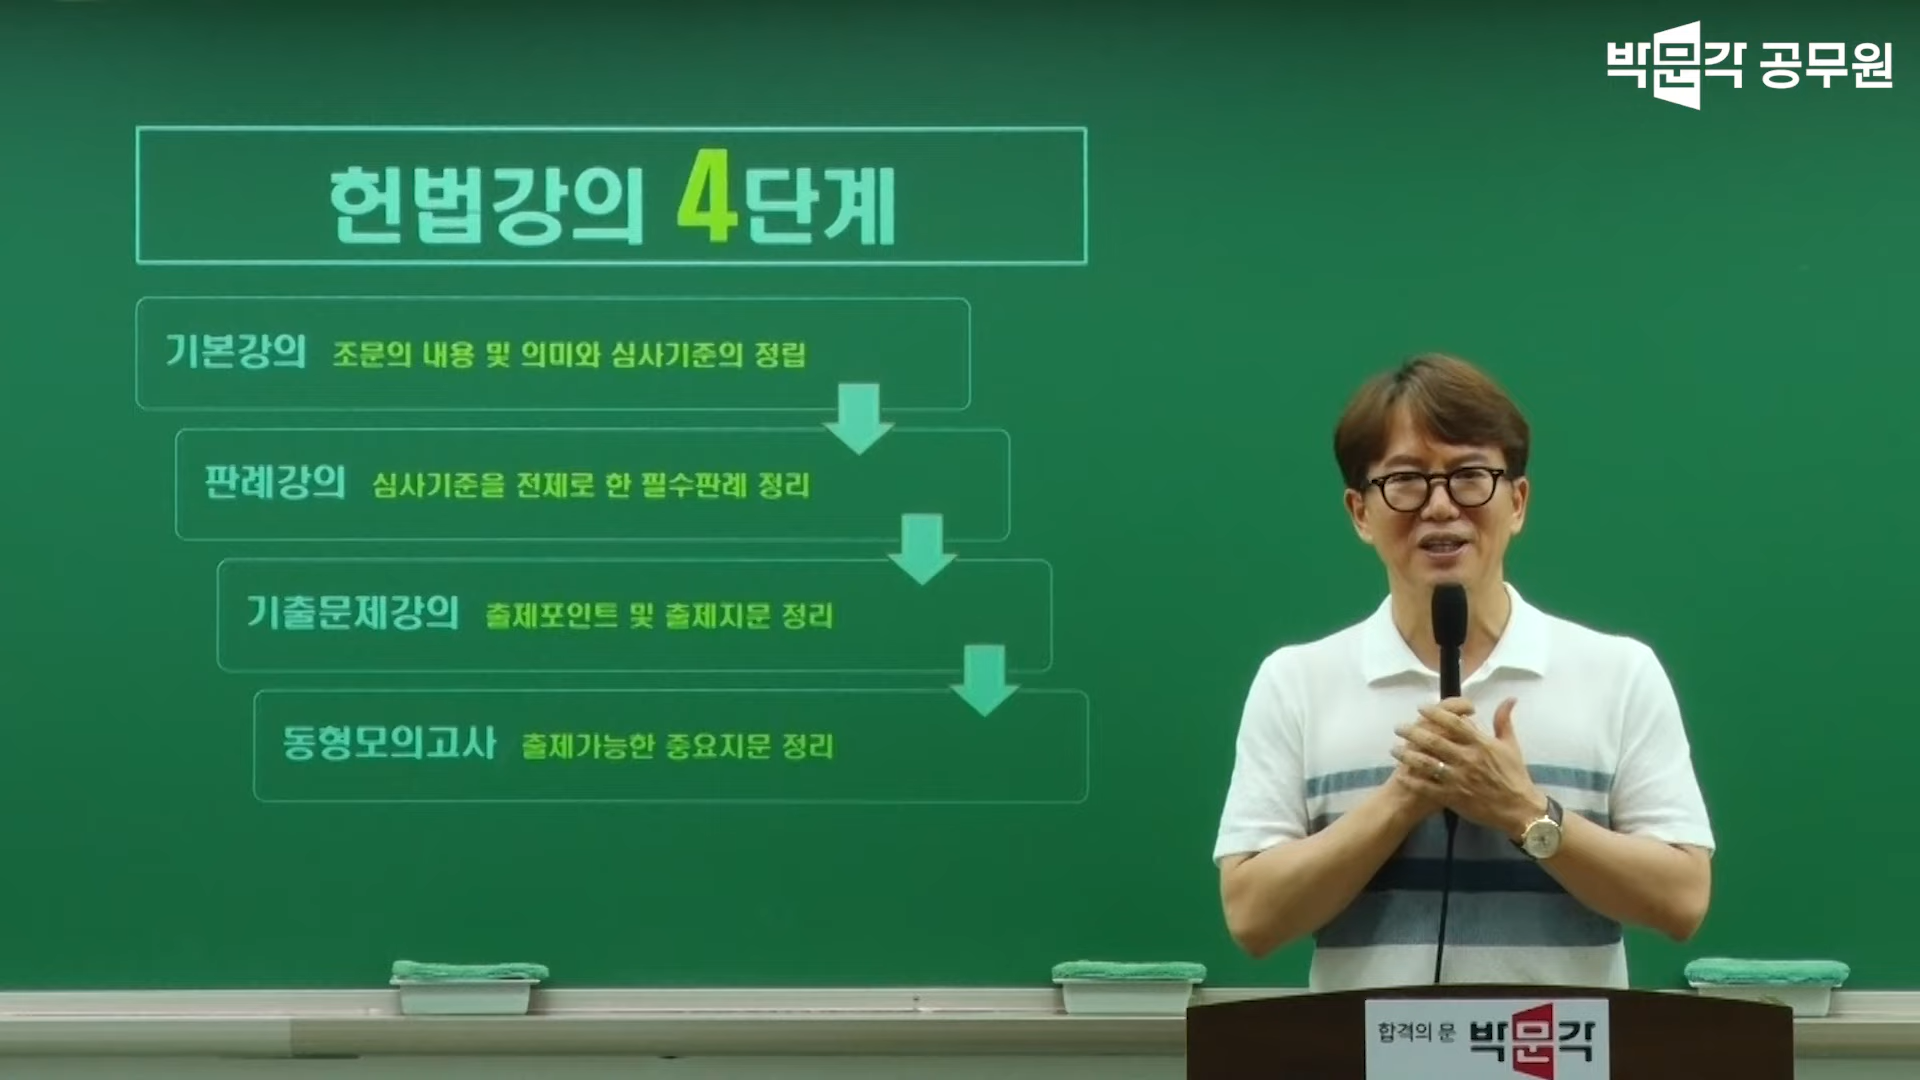 박문각 공무원
헌법강의 4단계
기본강의 조문의 내용 및 의미와 심사기준의 정립
판례강의 심사기준을 전제로 한 필수판례 정리
기출문제강의 출제포인트 및 출제지문 정리
동형모의고사 출제가능한 중요지문 정리
합격의 문 박문각